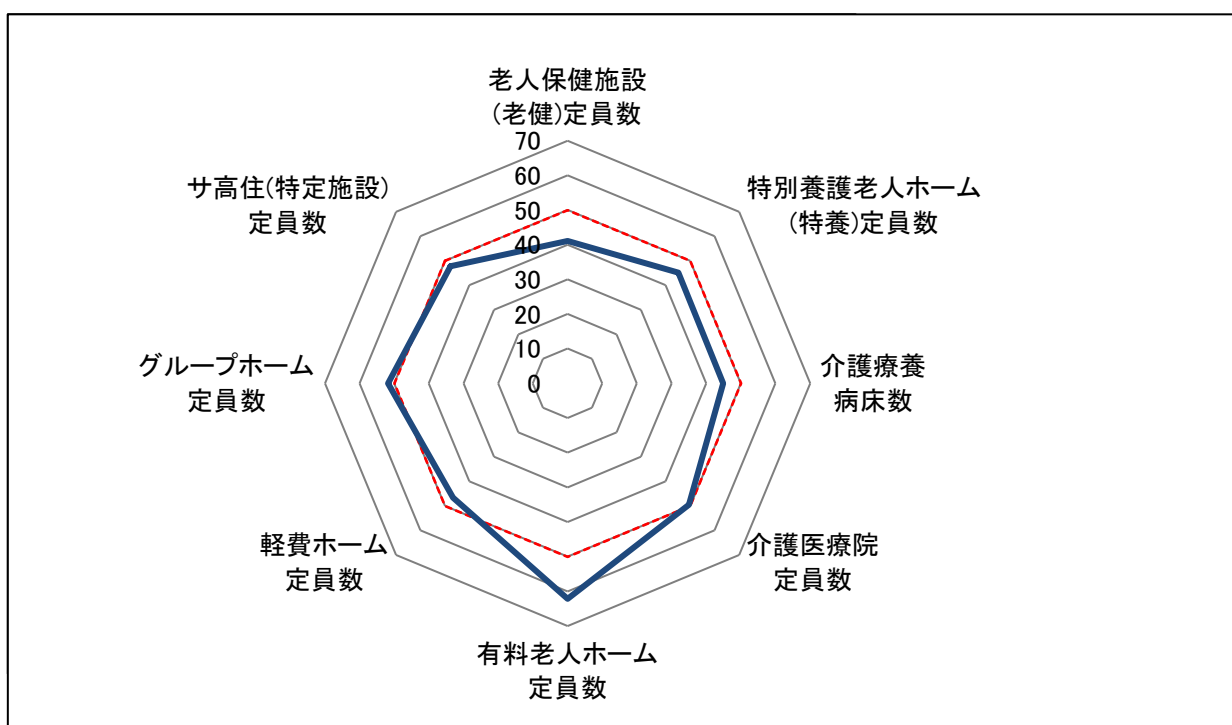 老人保健施設
(老健)定員数
特別養護老人ホーム
(特養)定員数
介護療養
病床数
介護医療院
定員数
有料老人ホーム
定員数
軽費ホーム
定員数
グループホーム
定員数
サ高住(特定施設)
定員数
70
60
50
40
30
20
10
0